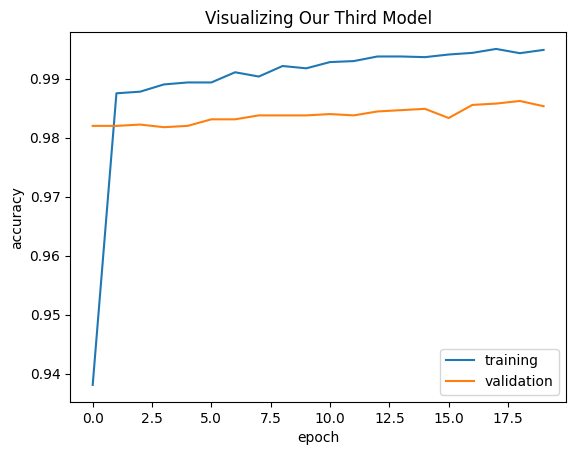 Visualizing Our Third Model
accuracy
0.99
0.98
0.97
0.96
0.95
0.94
0.0 2.5 5.0 7.5 10.0 12.5 15.0 17.5
epoch
training
validation